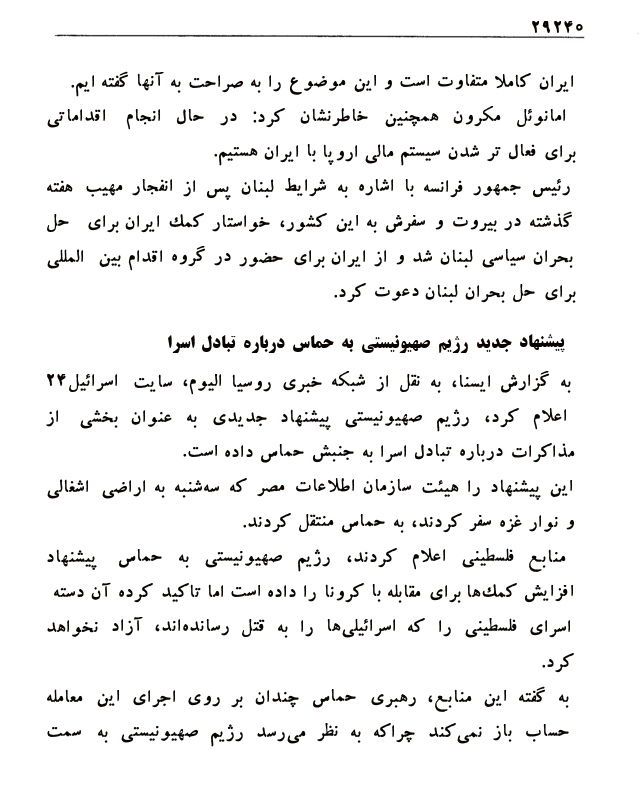 ۲۹۲۴۰
ایران کاملا متفاوت است و این موضوع را به صراحت به آنها گفته ایم.
امانوئل مکرون همچنین خاطرنشان کرد: در حال انجام اقداماتی
برای فعال تر شدن سیستم مالی اروپا با ایران هستیم.
رئیس جمهور فرانسه با اشاره به شرایط لبنان پس از انفجار مهیب هفته
گذشته در بیروت و سفرش به این کشور، خواستار کمك ایران برای حل
بحران سیاسی لبنان شد و از ایران برای حضور در گروه اقدام بین المللی
برای حل بحران لبنان دعوت کرد.
پیشنهاد جدید رژیم صهیونیستی به حماس درباره تبادل اسرا
به گزارش ایسنا، به نقل از شبکه خبری روسیا الیوم، سایت اسرائیل۲۴
اعلام کرد، رژیم صهیونیستی پیشنهاد جدیدی به عنوان بخشی از
مذاکرات درباره تبادل اسرا به جنبش حماس داده است.
این پیشنهاد را هیئت سازمان اطلاعات مصر که سه‌شنبه به اراضی اشغالی
و نوار غزه سفر کردند، به حماس منتقل کردند.
منابع فلسطینی اعلام کردند، رژیم صهیونیستی به حماس پیشنهاد
افزایش کمك‌ها برای مقابله با کرونا را داده است اما تاکید کرده آن دسته
اسرای فلسطینی را که اسرائیلی‌ها را به قتل رسانده‌اند، آزاد نخواهد
کرد.
به گفته این منابع، رهبری حماس چندان بر روی اجرای این معامله
حساب باز نمی‌کند چراکه به نظر می‌رسد رژیم صهیونیستی به سمت